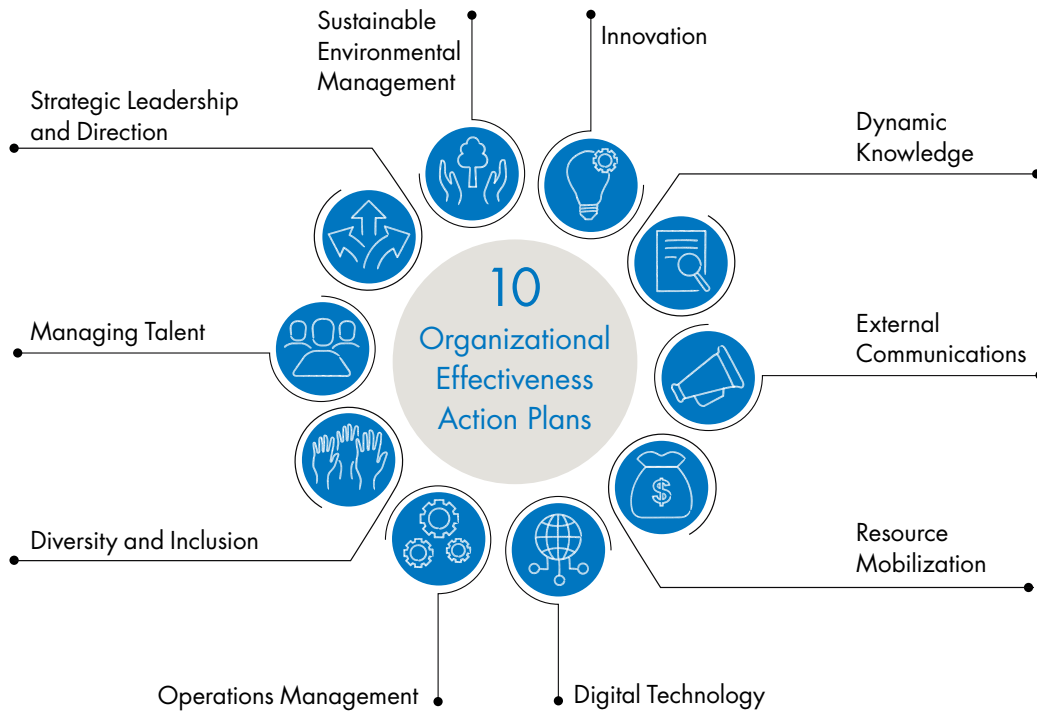 Sustainable
Environmental
Management
Innovation
Strategic Leadership
and Direction
Dynamic
Knowledge
10
Organizational
Effectiveness
Action Plans
Managing Talent
External
Communications
$
Diversity and Inclusion
Resource
Mobilization
Operations Management
Digital Technology